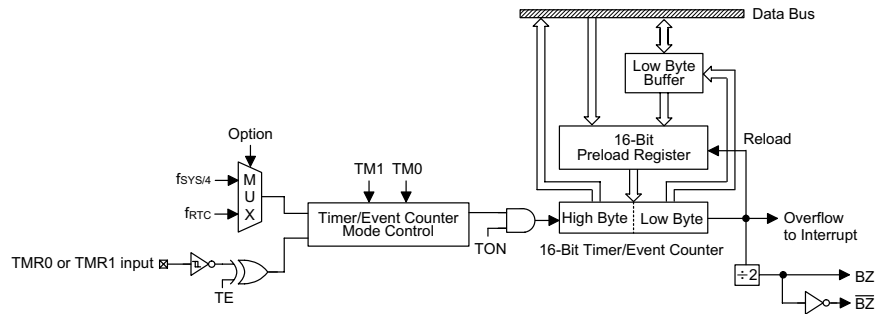 Data Bus
Low Byte
Buffer
Option
16-Bit
Preload Register
Reload
TM1 TM0
fSYS/4
M
U
X
fRTC
Timer/Event Counter
Mode Control
High Byte
Low Byte
Overflow
to Interrupt
TON
16-Bit Timer/Event Counter
TMR0 or TMR1 input
TE
÷2
BZ
B̅Z̅